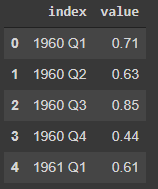 index value
0 1960 Q1 0.71
1 1960 Q2 0.63
2 1960 Q3 0.85
3 1960 Q4 0.44
4 1961 Q1 0.61